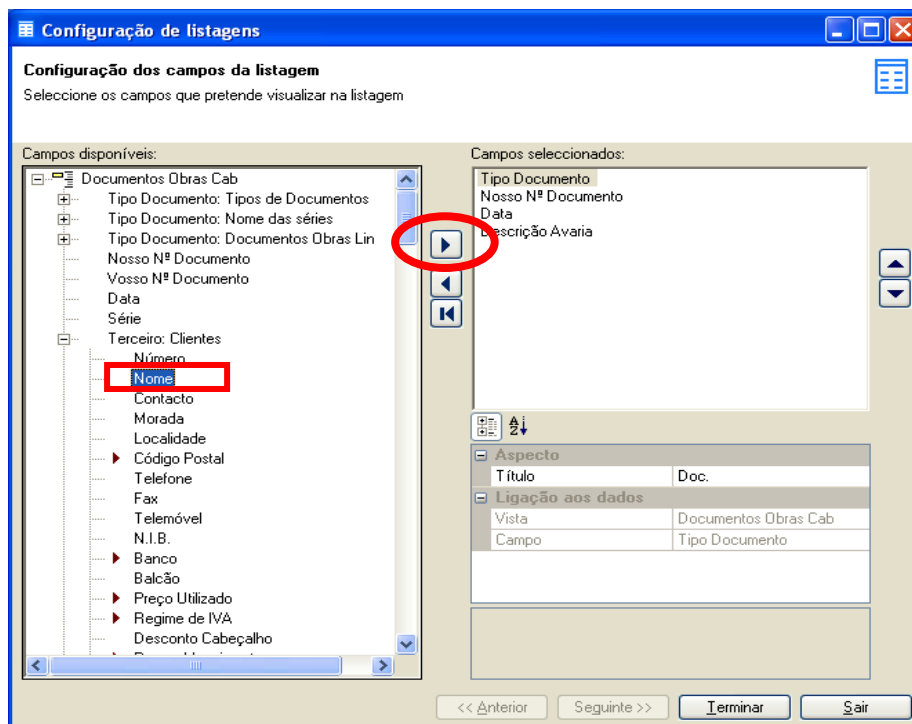 Configuração de listagens
Configuração dos campos da listagem
Seleccione os campos que pretende visualizar na listagem
Campos disponíveis:
Documentos Obras Cab
Tipo Documento: Tipos de Documentos
Tipo Documento: Nome das séries
Tipo Documento: Documentos Obras Lin
Nosso Nº Documento
Vosso Nº Documento
Data
Série
Terceiro: Clientes
Número
Nome
Contacto
Morada
Localidade
Código Postal
Telefone
Fax
Telemóvel
N.I.B.
Banco
Balcão
Preço Utilizado
Regime de IVA
Desconto Cabeçalho
Campos seleccionados:
Tipo Documento
Nosso Nº Documento
Data
Descrição Avaria
Aspecto
Título Doc.
Ligação aos dados
Vista Documentos Obras Cab
Campo Tipo Documento
<< Anterior Seguinte >> Terminar Sair